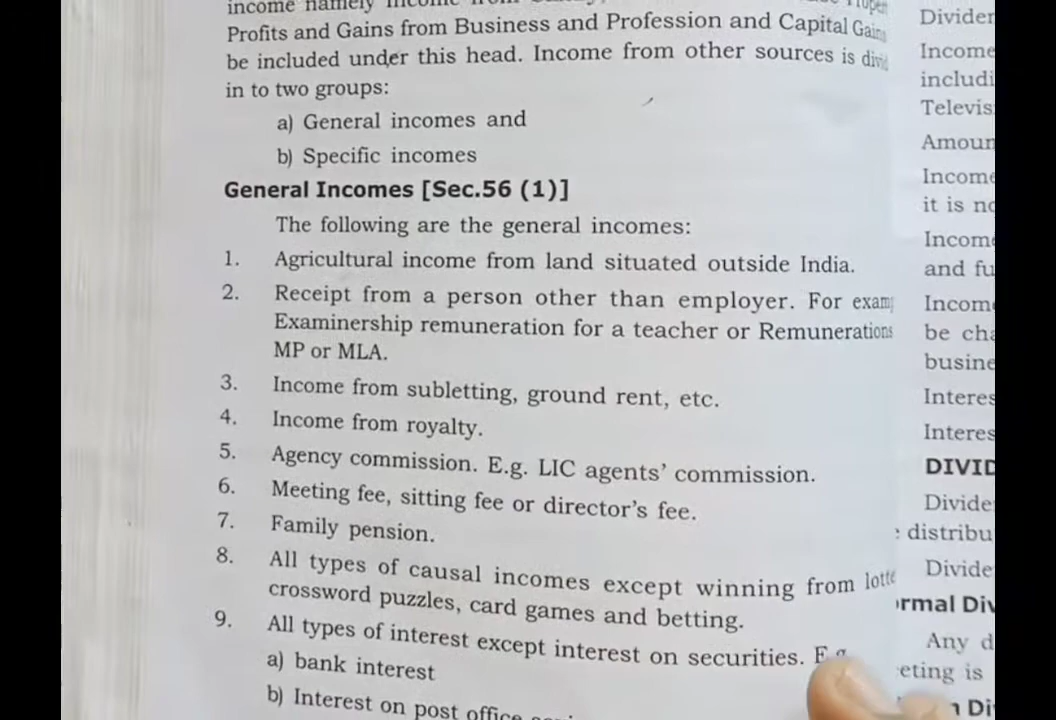 income namely
Profits and Gains from Business and Profession and Capital Gains
be included under this head. Income from other sources is
in to two groups:
a) General incomes and
b) Specific incomes
General Incomes [Sec.56 (1)]
The following are the general incomes:
1. Agricultural income from land situated outside India.
2. Receipt from a person other than employer. For exam
Examinership remuneration for a teacher or Remunerations
MP or MLA.
3. Income from subletting, ground rent, etc.
4. Income from royalty.
5. Agency commission. E.g. LIC agents' commission.
6. Meeting fee, sitting fee or director's fee.
7. Family pension.
8. All types of causal incomes except winning from lotte
crossword puzzles, card games and betting.
9. All types of interest except interest on securities. E.g.
a) bank interest
b) Interest on post office
Dividen
Income
includi
Televis
Amoun
Income
it is no
Income
and fu
Income
be cha
busine
Interes
Interes
DIVID
Divide
distribu
Divide
rmal Div
Any d
eting is
Di